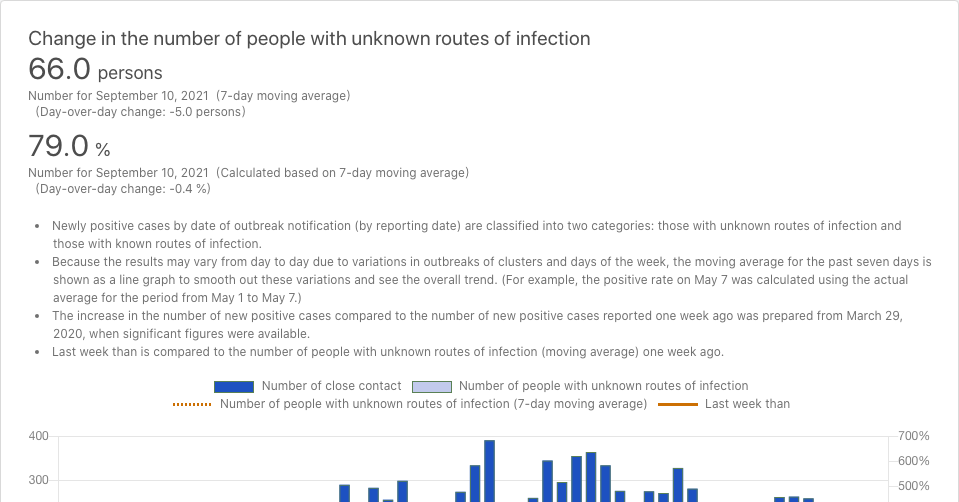 Change in the number of people with unknown routes of infection
66.0 persons
Number for September 10, 2021 (7-day moving average)
(Day-over-day change: -5.0 persons)
79.0 %
Number for September 10, 2021 (Calculated based on 7-day moving average)
(Day-over-day change: -0.4 %)
• Newly positive cases by date of outbreak notification (by reporting date) are classified into two categories: those with unknown routes of infection and
those with known routes of infection.
• Because the results may vary from day to day due to variations in outbreaks of clusters and days of the week, the moving average for the past seven days is
shown as a line graph to smooth out these variations and see the overall trend. (For example, the positive rate on May 7 was calculated using the actual
average for the period from May 1 to May 7.)
• The increase in the number of new positive cases compared to the number of new positive cases reported one week ago was prepared from March 29,
2020, when significant figures were available.
• Last week than is compared to the number of people with unknown routes of infection (moving average) one week ago.
Number of close contact Number of people with unknown routes of infection
Number of people with unknown routes of infection (7-day moving average) Last week than
400 700%
600%
300 500%